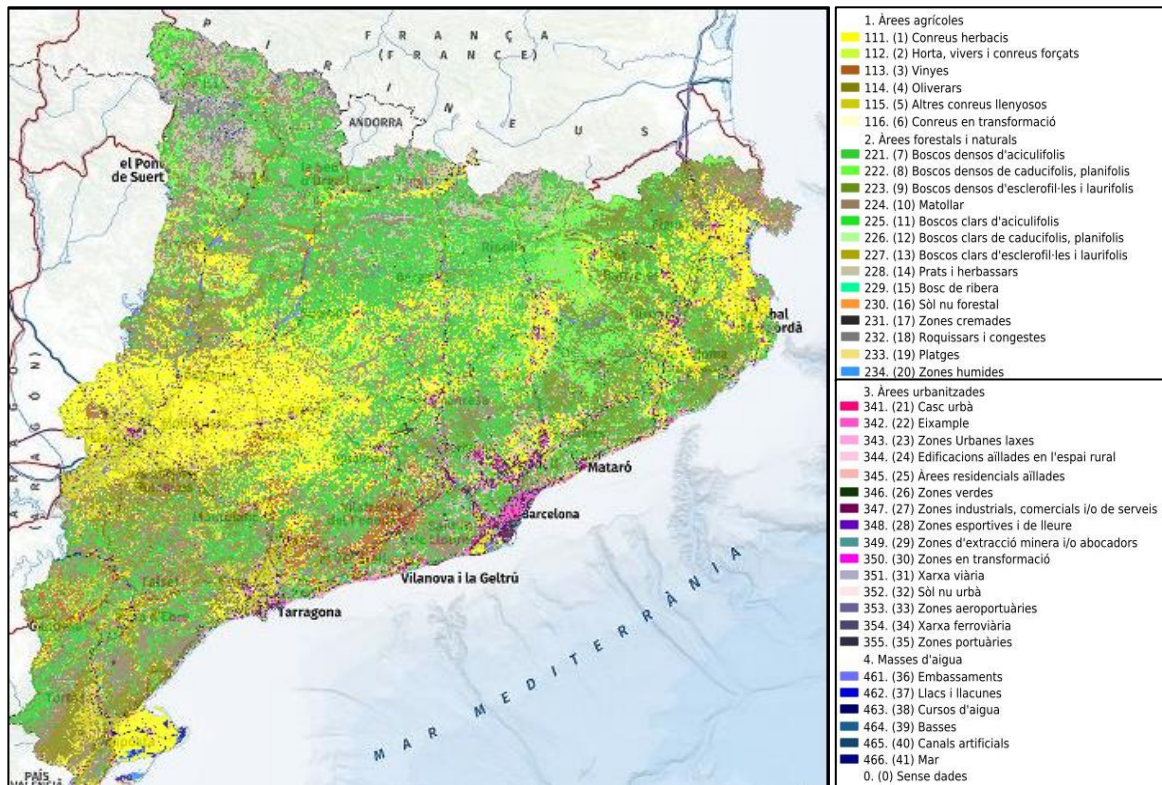 P I R I N E U S
F R A N Ç A
(F R A N C E)
ANDORRA
el Pont
de Suert
Mataró
Barcelona
Vilanova i la Geltrú
Tarragona
M A R M E D I T E R R À N I A
PAÍS
1. Àrees agrícoles
111. (1) Conreus herbacis
112. (2) Horta, vivers i conreus forçats
113. (3) Vinyes
114. (4) Oliverars
115. (5) Altres conreus llenyosos
116. (6) Conreus en transformació
2. Àrees forestals i naturals
221. (7) Boscos densos d'aciculifolis
222. (8) Boscos densos de caducifolis, planifolis
223. (9) Boscos densos d'esclerofil·les i laurifolis
224. (10) Matollar
225. (11) Boscos clars d'aciculifolis
226. (12) Boscos clars de caducifolis, planifolis
227. (13) Boscos clars d'esclerofil·les i laurifolis
228. (14) Prats i herbassars
229. (15) Bosc de ribera
230. (16) Sòl nu forestal
231. (17) Zones cremades
232. (18) Roquissars i congestes
233. (19) Platges
234. (20) Zones humides
3. Àrees urbanitzades
341. (21) Casc urbà
342. (22) Eixample
343. (23) Zones Urbanes laxes
344. (24) Edificacions aïllades en l'espai rural
345. (25) Àrees residencials aïllades
346. (26) Zones verdes
347. (27) Zones industrials, comercials i/o de serveis
348. (28) Zones esportives i de lleure
349. (29) Zones d'extracció minera i/o abocadors
350. (30) Zones en transformació
351. (31) Xarxa viària
352. (32) Sòl nu urbà
353. (33) Zones aeroportuàries
354. (34) Xarxa ferroviària
355. (35) Zones portuàries
4. Masses d'aigua
461. (36) Embassaments
462. (37) Llacs i llacunes
463. (38) Cursos d'aigua
464. (39) Basses
465. (40) Canals artificials
466. (41) Mar
0. (0) Sense dades